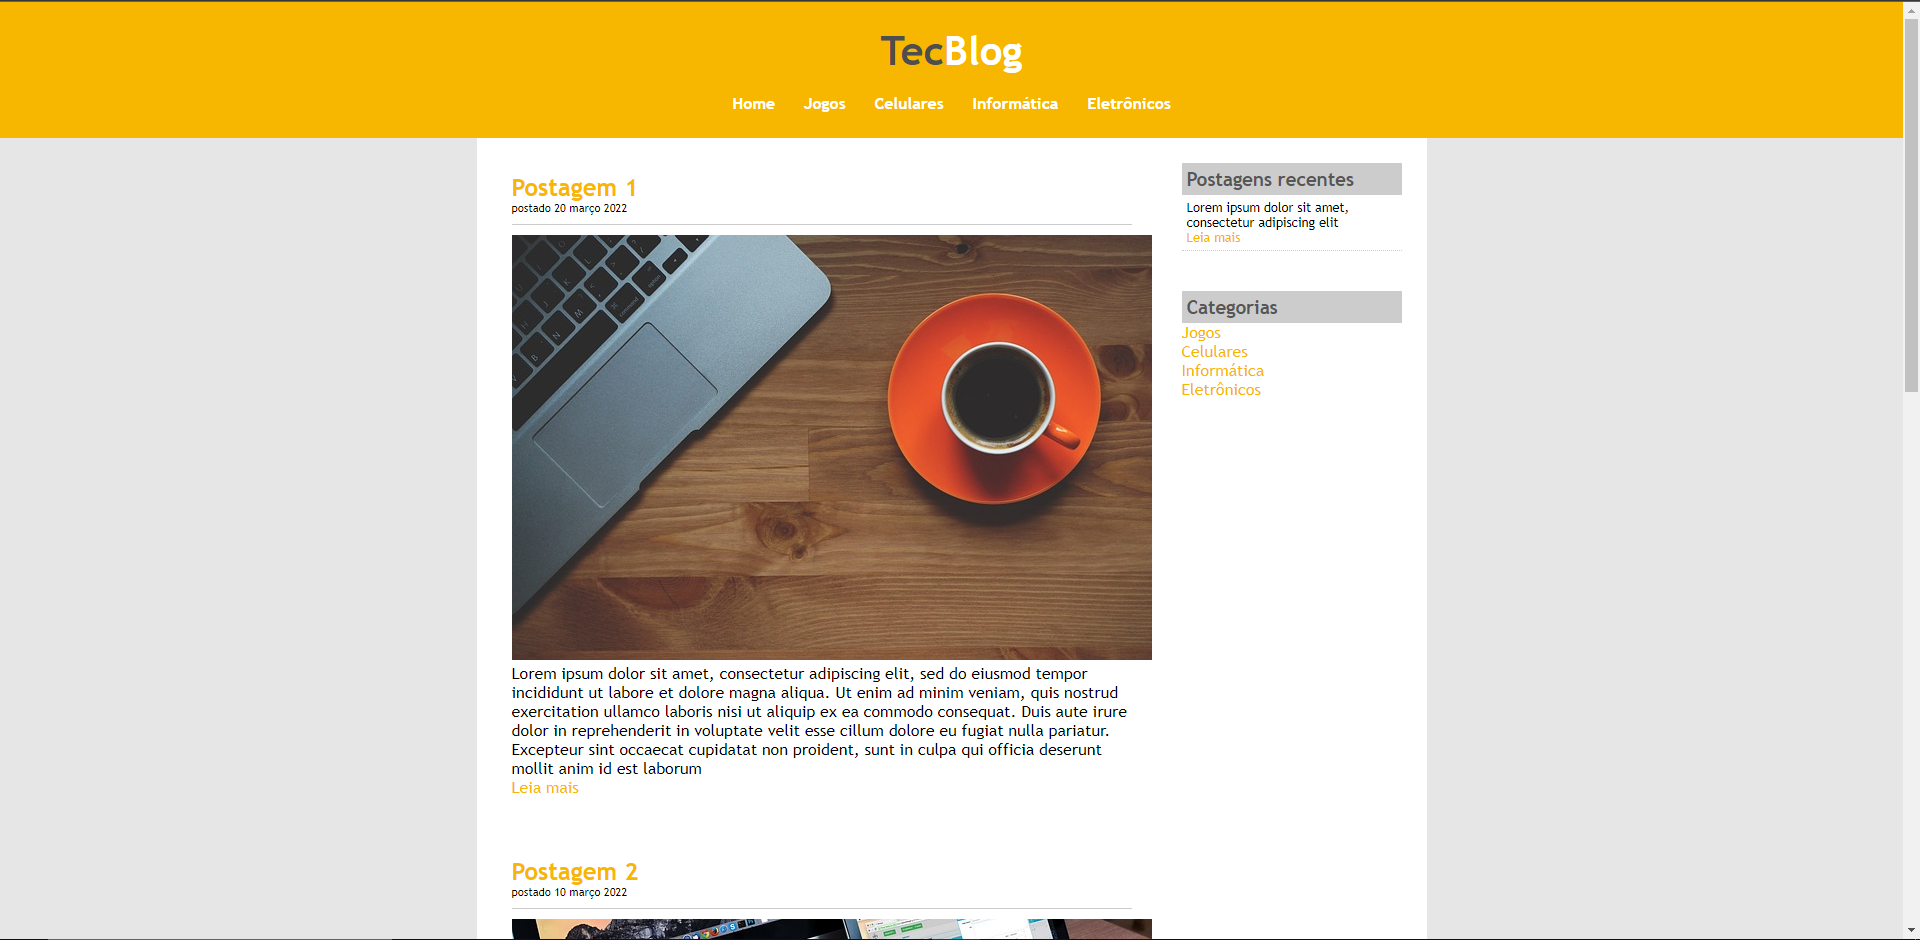 TecBlog
Home Jogos Celulares Informática Eletrônicos
Postagem 1
postado 20 março 2022
Lorem ipsum dolor sit amet, consectetur adipiscing elit, sed do eiusmod tempor
incididunt ut labore et dolore magna aliqua. Ut enim ad minim veniam, quis nostrud
exercitation ullamco laboris nisi ut aliquip ex ea commodo consequat. Duis aute irure
dolor in reprehenderit in voluptate velit esse cillum dolore eu fugiat nulla pariatur.
Excepteur sint occaecat cupidatat non proident, sunt in culpa qui officia deserunt
mollit anim id est laborum
Leia mais
Postagem 2
postado 10 março 2022
Postagens recentes
Lorem ipsum dolor sit amet,
consectetur adipiscing elit
Leia mais
Categorias
Jogos
Celulares
Informática
Eletrônicos